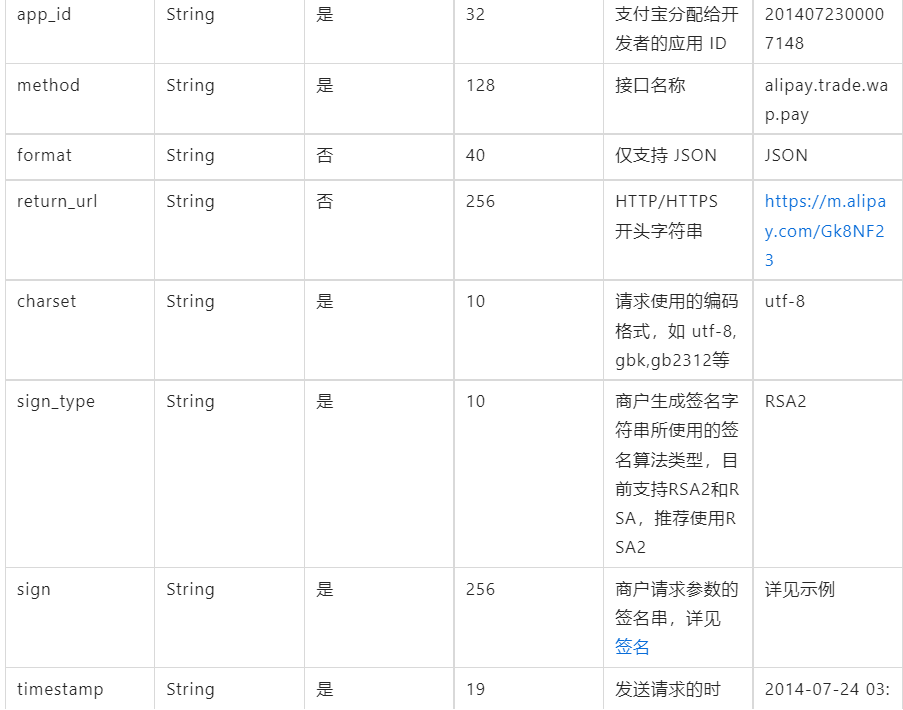 app_id String 是 32 支付宝分配给开 201407230000
发者的应用 ID 7148
method String 是 128 接口名称 alipay.trade.wa
p.pay
format String 否 40 仅支持 JSON JSON
return_url String 否 256 HTTP/HTTPS https://m.alipa
开头字符串 y.com/Gk8NF2
3
charset String 是 10 请求使用的编码 utf-8
格式，如 utf-8,
gbk,gb2312等
sign_type String 是 10 商户生成签名字 RSA2
符串所使用的签
名算法类型，目
前支持RSA2和R
SA，推荐使用R
SA2
sign String 是 256 商户请求参数的 详见示例
签名串，详见
签名
timestamp String 是 19 发送请求的时 2014-07-24 03: